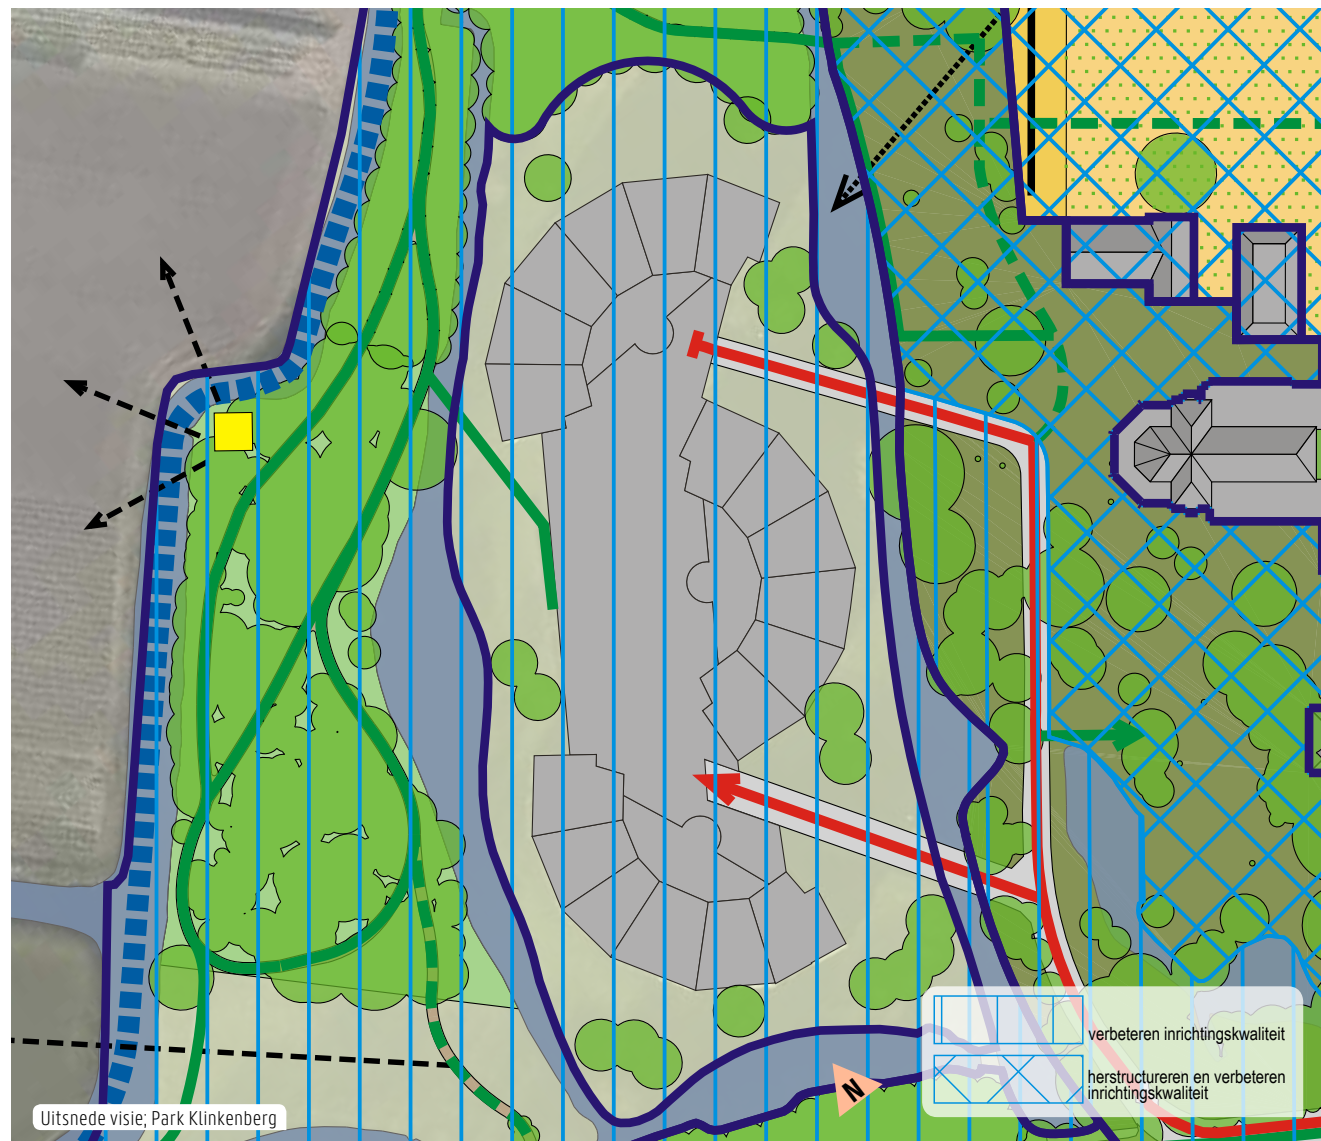 verbeteren inrichtingskwaliteit
herstructureren en verbeteren
inrichtingskwaliteit
N
Uitsnede visie; Park Klinkenberg